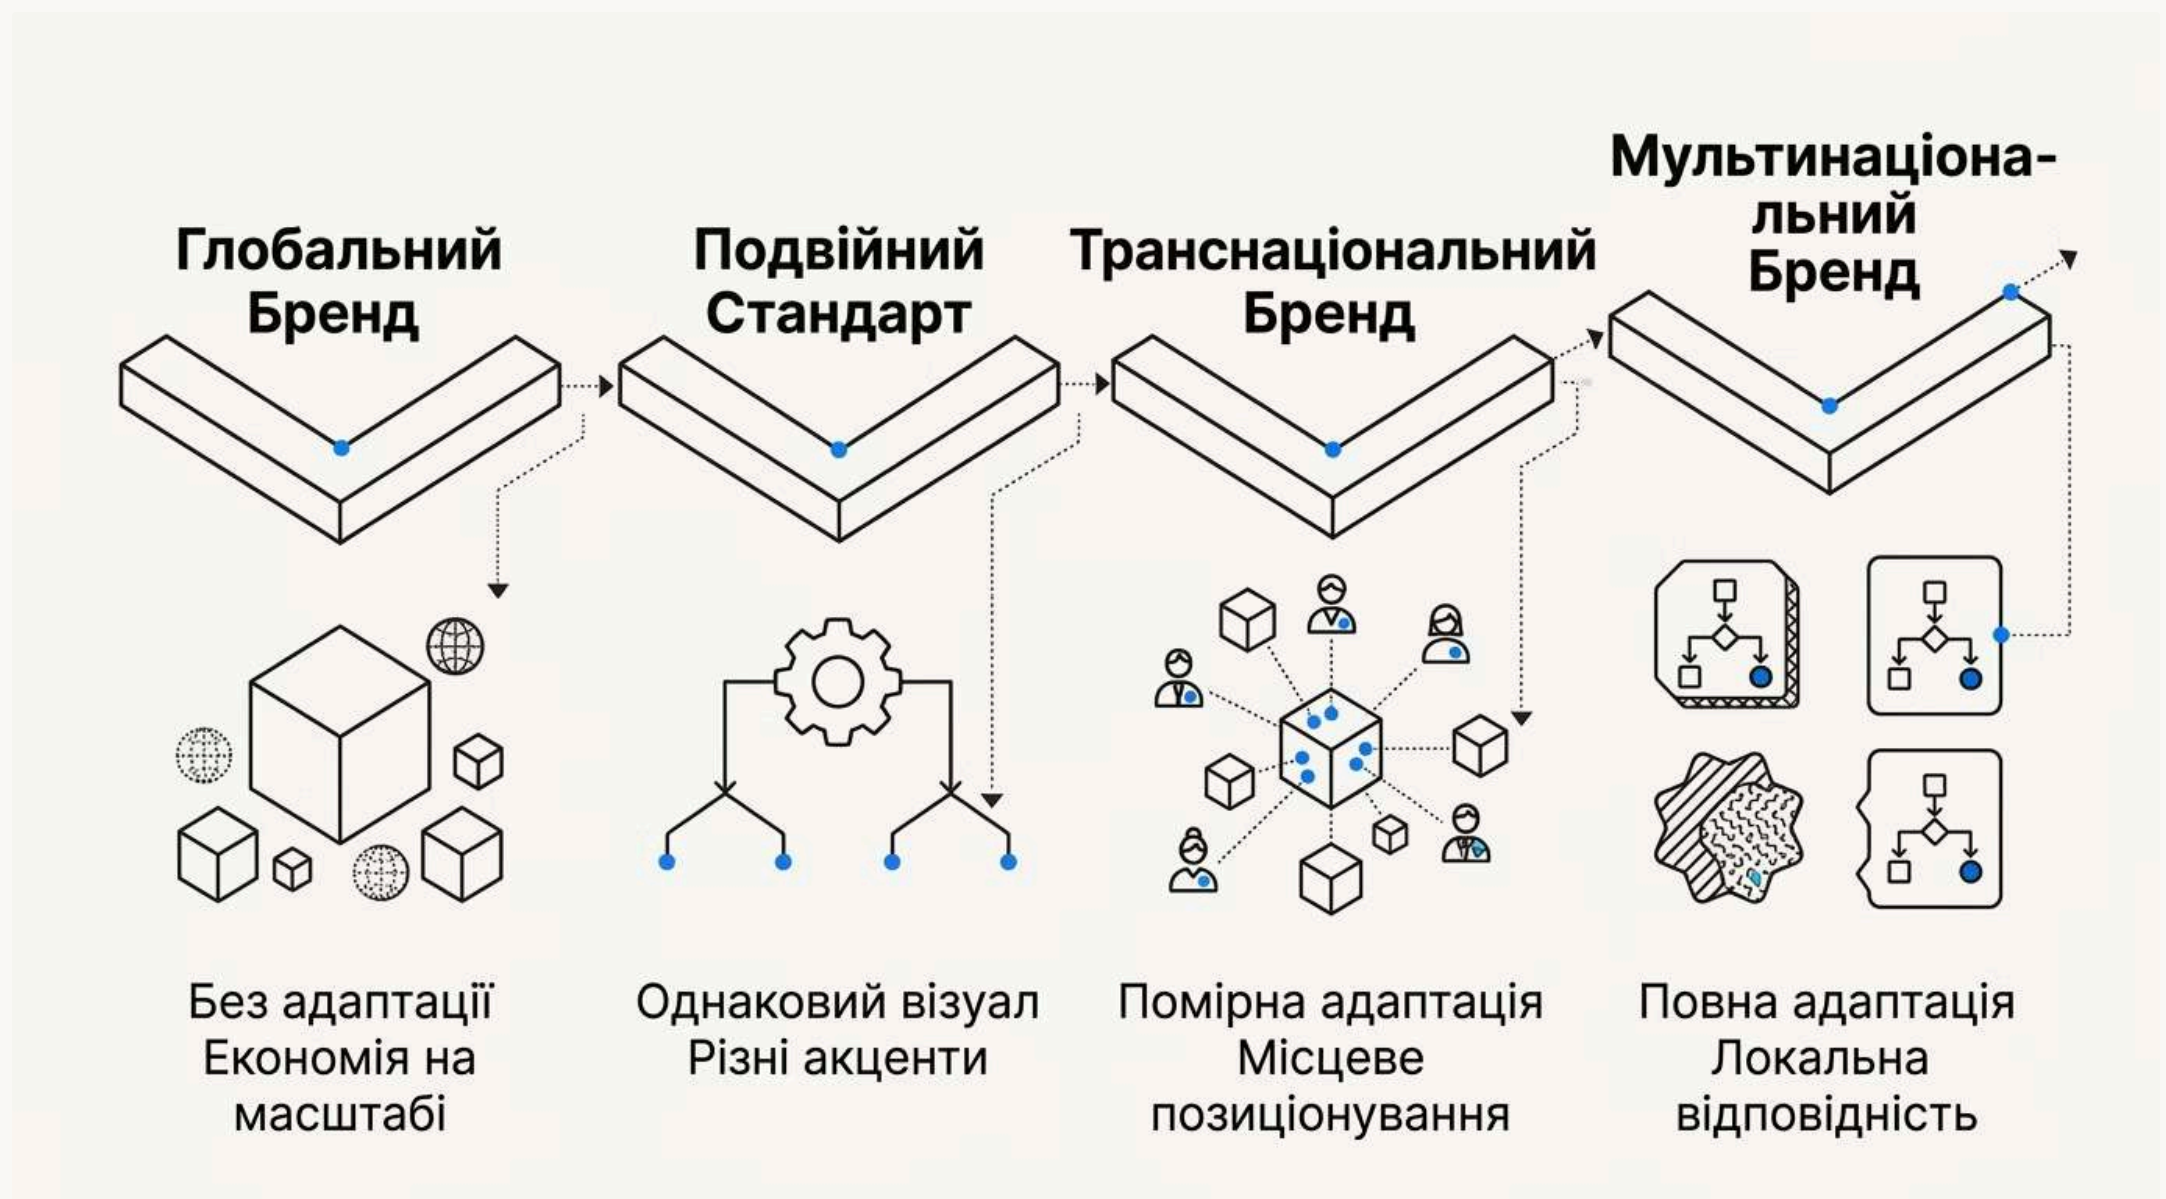 Глобальний
Бренд
Подвійний
Стандарт
Транснаціональний
Бренд
Мультинаціона-
льний
Бренд
Без адаптації
Економія на
масштабі
Однаковий візуал
Різні акценти
Помірна адаптація
Місцеве
позиціонування
Повна адаптація
Локальна
відповідність